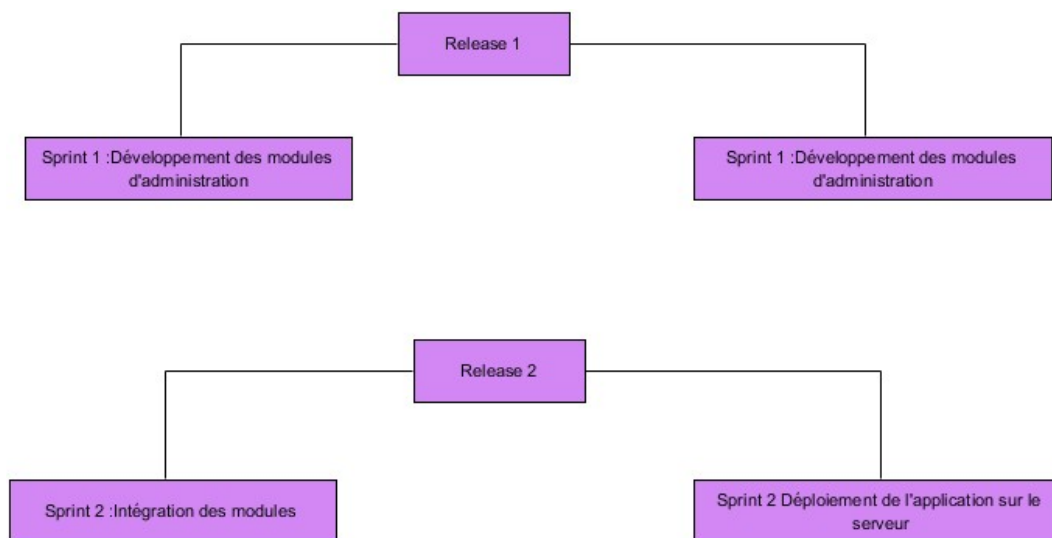 Release 1
Sprint 1 :Développement des modules
d'administration
Sprint 1 :Développement des modules
d'administration
Release 2
Sprint 2 :Intégration des modules
Sprint 2 Déploiement de l'application sur le
serveur